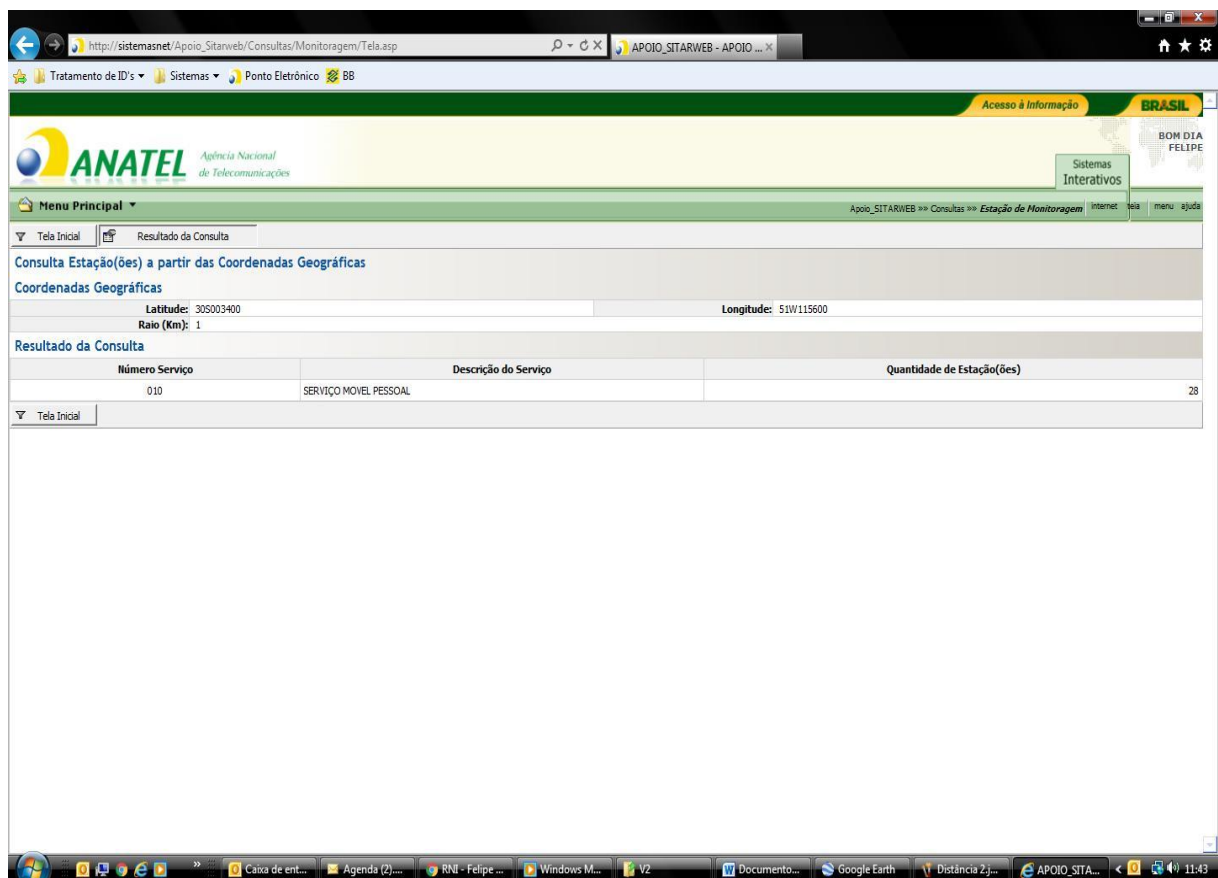 http://sistemasnet/Apoio_Sitarweb/Consultas/Monitoragem/Tela.asp
APOIO_SITARWEB - APOIO ...
Tratamento de ID's Sistemas Ponto Eletrônico BB
Acesso à Informação BRASIL
ANATEL Agência Nacional
de Telecomunicações
BOM DIA
FELIPE
Sistemas
Interativos
Menu Principal
Apoio_SITARWEB »» Consultas »» Estação de Monitoragem internet teia menu ajuda
Tela Inicial Resultado da Consulta
Consulta Estação(ões) a partir das Coordenadas Geográficas
Coordenadas Geográficas
Latitude: 30S003400 Longitude: 51W115600
Raio (Km): 1
Resultado da Consulta
Número Serviço Descrição do Serviço Quantidade de Estação(ões)
010 SERVIÇO MOVEL PESSOAL 28
Tela Inicial
Caixa de ent... Agenda (2).... RNI - Felipe ... Windows M... V2 Documento... Google Earth Distância 2.j... APOIO_SITA... 11:43